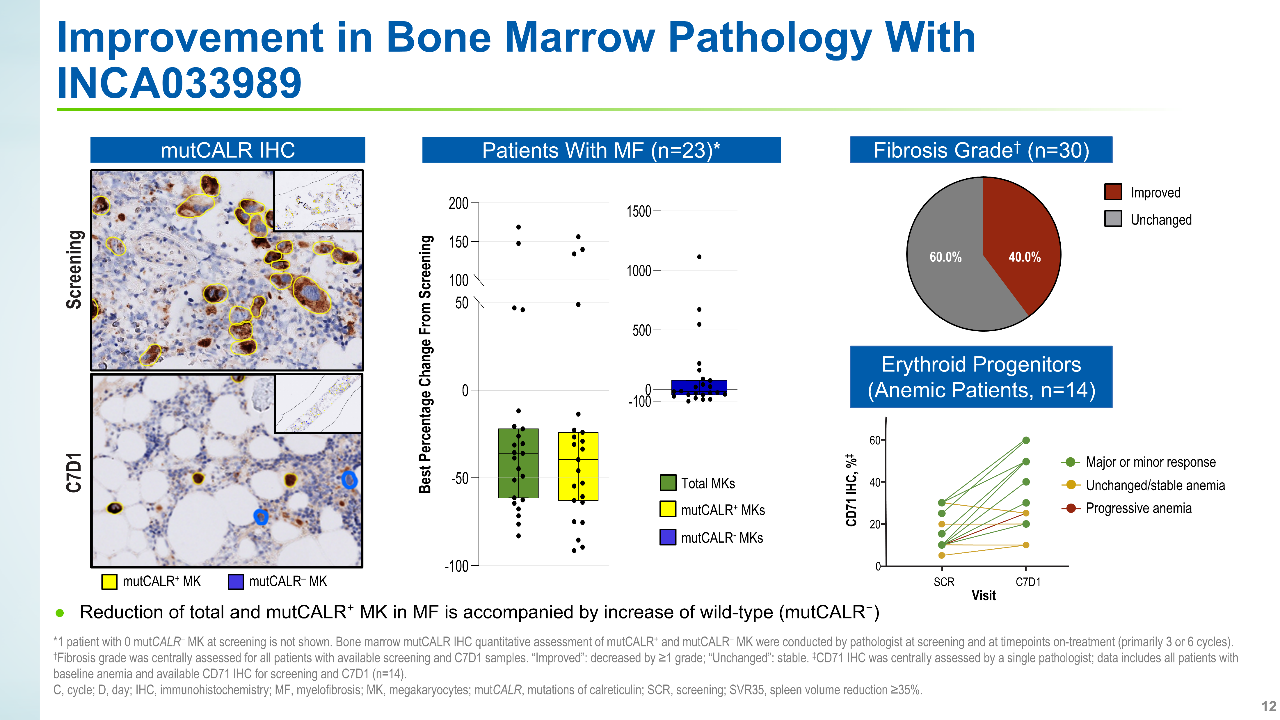 Improvement in Bone Marrow Pathology With
INCA033989
mutCALR IHC
Screening
C7D1
mutCALR⁺ MK
mutCALR⁻ MK
Patients With MF (n=23)*
Best Percentage Change From Screening
200
150
100
50
0
-50
-100
1500
1000
500
0
-100
Total MKs
mutCALR⁺ MKs
mutCALR⁻ MKs
Fibrosis Grade† (n=30)
60.0%
40.0%
Improved
Unchanged
Erythroid Progenitors
(Anemic Patients, n=14)
CD71 IHC, %‡
60
40
20
0
SCR
C7D1
Visit
Major or minor response
Unchanged/stable anemia
Progressive anemia
● Reduction of total and mutCALR⁺ MK in MF is accompanied by increase of wild-type (mutCALR⁻)
*1 patient with 0 mutCALR⁻ MK at screening is not shown. Bone marrow mutCALR IHC quantitative assessment of mutCALR⁺ and mutCALR⁻ MK were conducted by pathologist at screening and at timepoints on-treatment (primarily 3 or 6 cycles).
†Fibrosis grade was centrally assessed for all patients with available screening and C7D1 samples. "Improved": decreased by ≥1 grade; "Unchanged": stable. ‡CD71 IHC was centrally assessed by a single pathologist; data includes all patients with
baseline anemia and available CD71 IHC for screening and C7D1 (n=14).
C, cycle; D, day; IHC, immunohistochemistry; MF, myelofibrosis; MK, megakaryocytes; mutCALR, mutations of calreticulin; SCR, screening; SVR35, spleen volume reduction ≥35%.
12